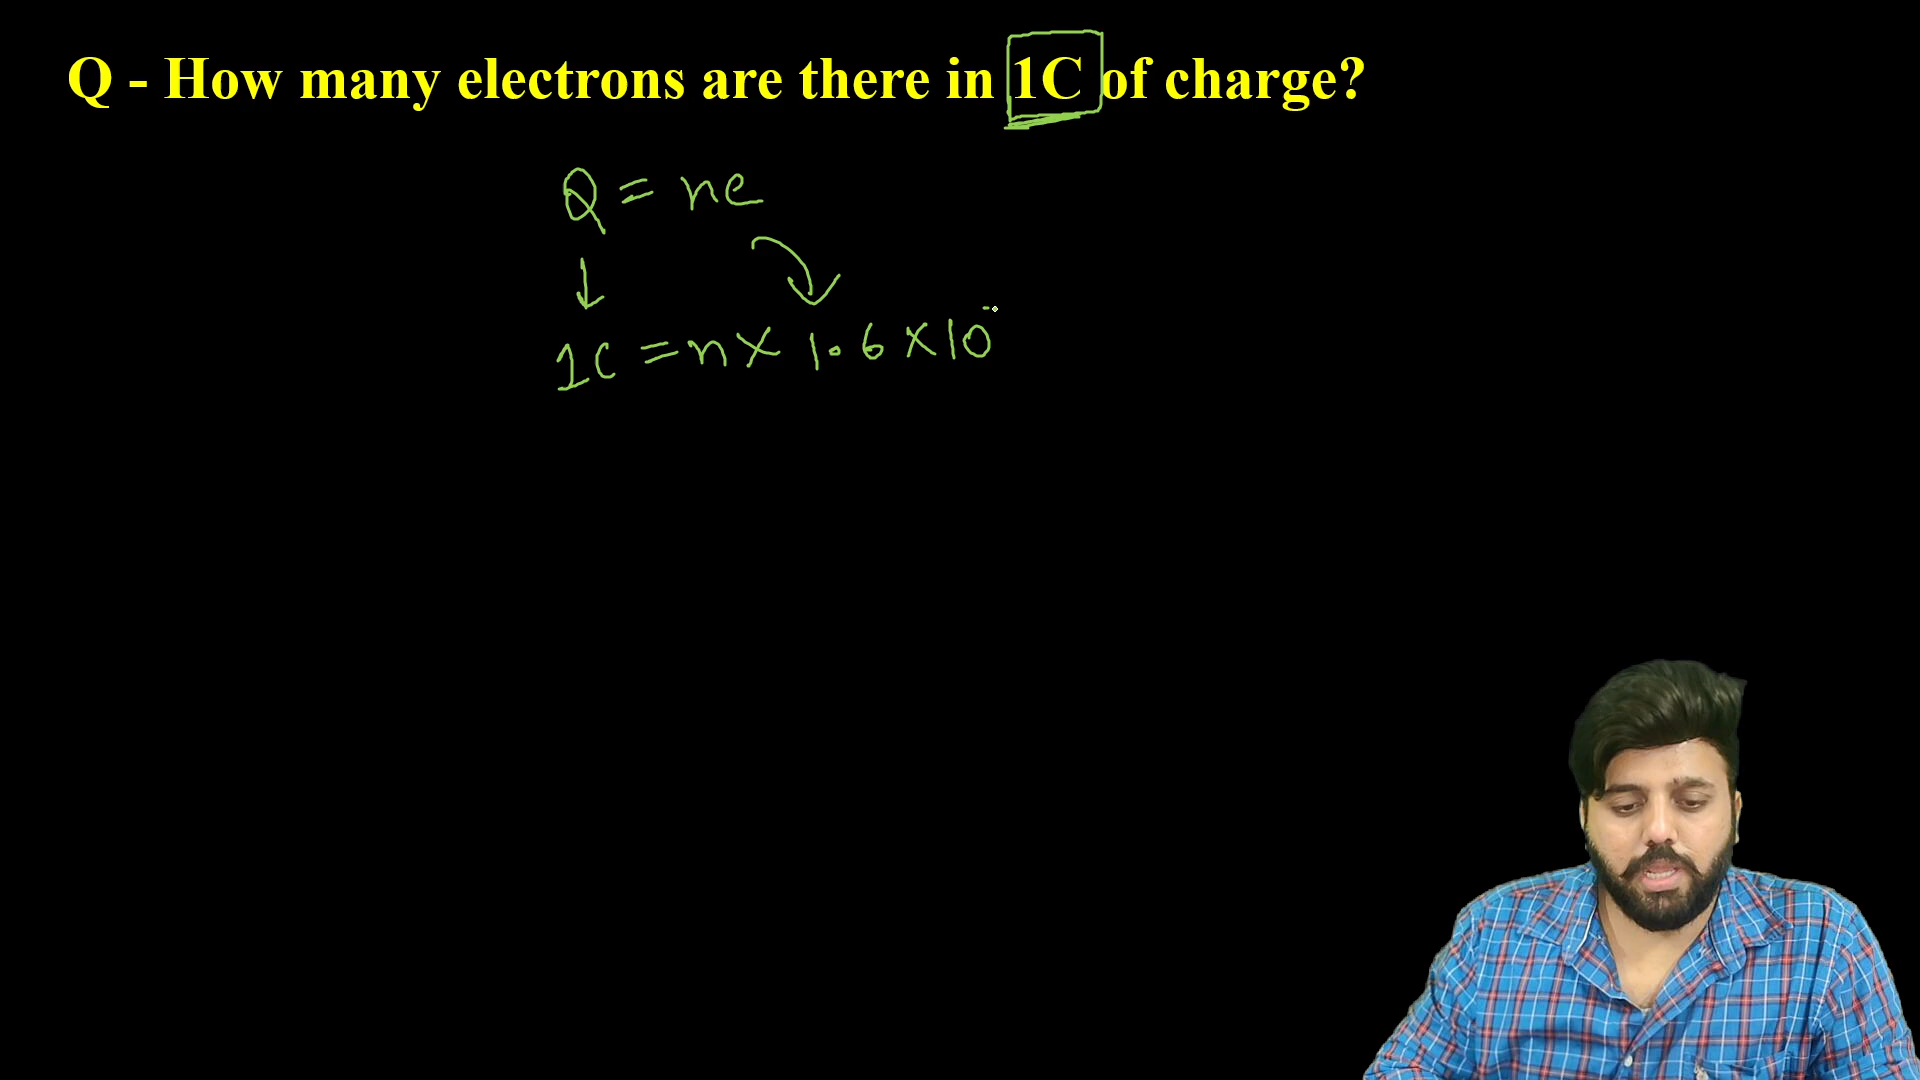 Q - How many electrons are there in 1C of charge?
Q = ne
1C = n × 1.6 × 10⁻